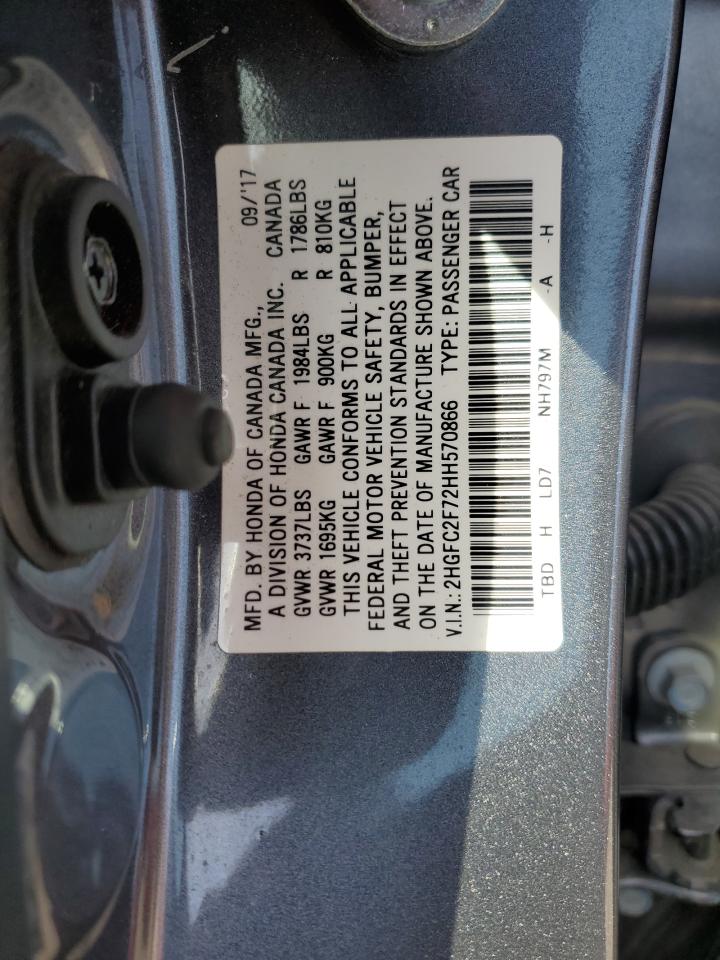 MFD. BY HONDA OF CANADA MFG., 09/'17
A DIVISION OF HONDA CANADA INC. CANADA
GVWR 3737LBS GAWR F 1984LBS R 1786LBS
GVWR 1695KG GAWR F 900KG R 810KG
THIS VEHICLE CONFORMS TO ALL APPLICABLE
FEDERAL MOTOR VEHICLE SAFETY, BUMPER,
AND THEFT PREVENTION STANDARDS IN EFFECT
ON THE DATE OF MANUFACTURE SHOWN ABOVE.
V.I.N.: 2HGFC2F72HH570866 TYPE: PASSENGER CAR
TBD H LD7 NH797M -A -H